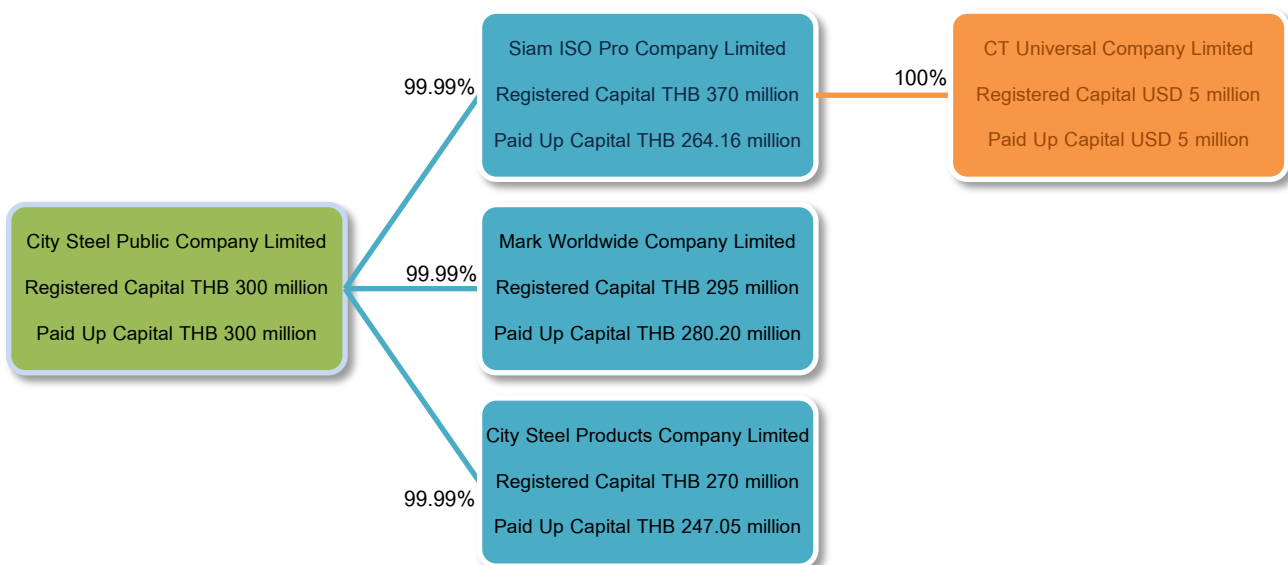 City Steel Public Company Limited
Registered Capital THB 300 million
Paid Up Capital THB 300 million
99.99%
Siam ISO Pro Company Limited
Registered Capital THB 370 million
Paid Up Capital THB 264.16 million
100%
CT Universal Company Limited
Registered Capital USD 5 million
Paid Up Capital USD 5 million
99.99%
Mark Worldwide Company Limited
Registered Capital THB 295 million
Paid Up Capital THB 280.20 million
99.99%
City Steel Products Company Limited
Registered Capital THB 270 million
Paid Up Capital THB 247.05 million